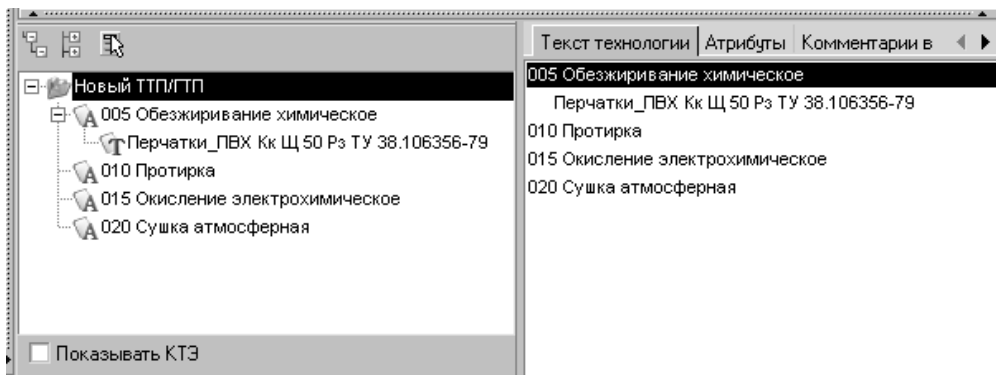 Новый ТТП/ГТП
005 Обезжиривание химическое
Перчатки_ПВХ Кк Щ 50 Рз ТУ 38.106356-79
010 Протирка
015 Окисление электрохимическое
020 Сушка атмосферная
Показывать КТЭ
Текст технологии Атрибуты Комментарии в
005 Обезжиривание химическое
Перчатки_ПВХ Кк Щ 50 Рз ТУ 38.106356-79
010 Протирка
015 Окисление электрохимическое
020 Сушка атмосферная